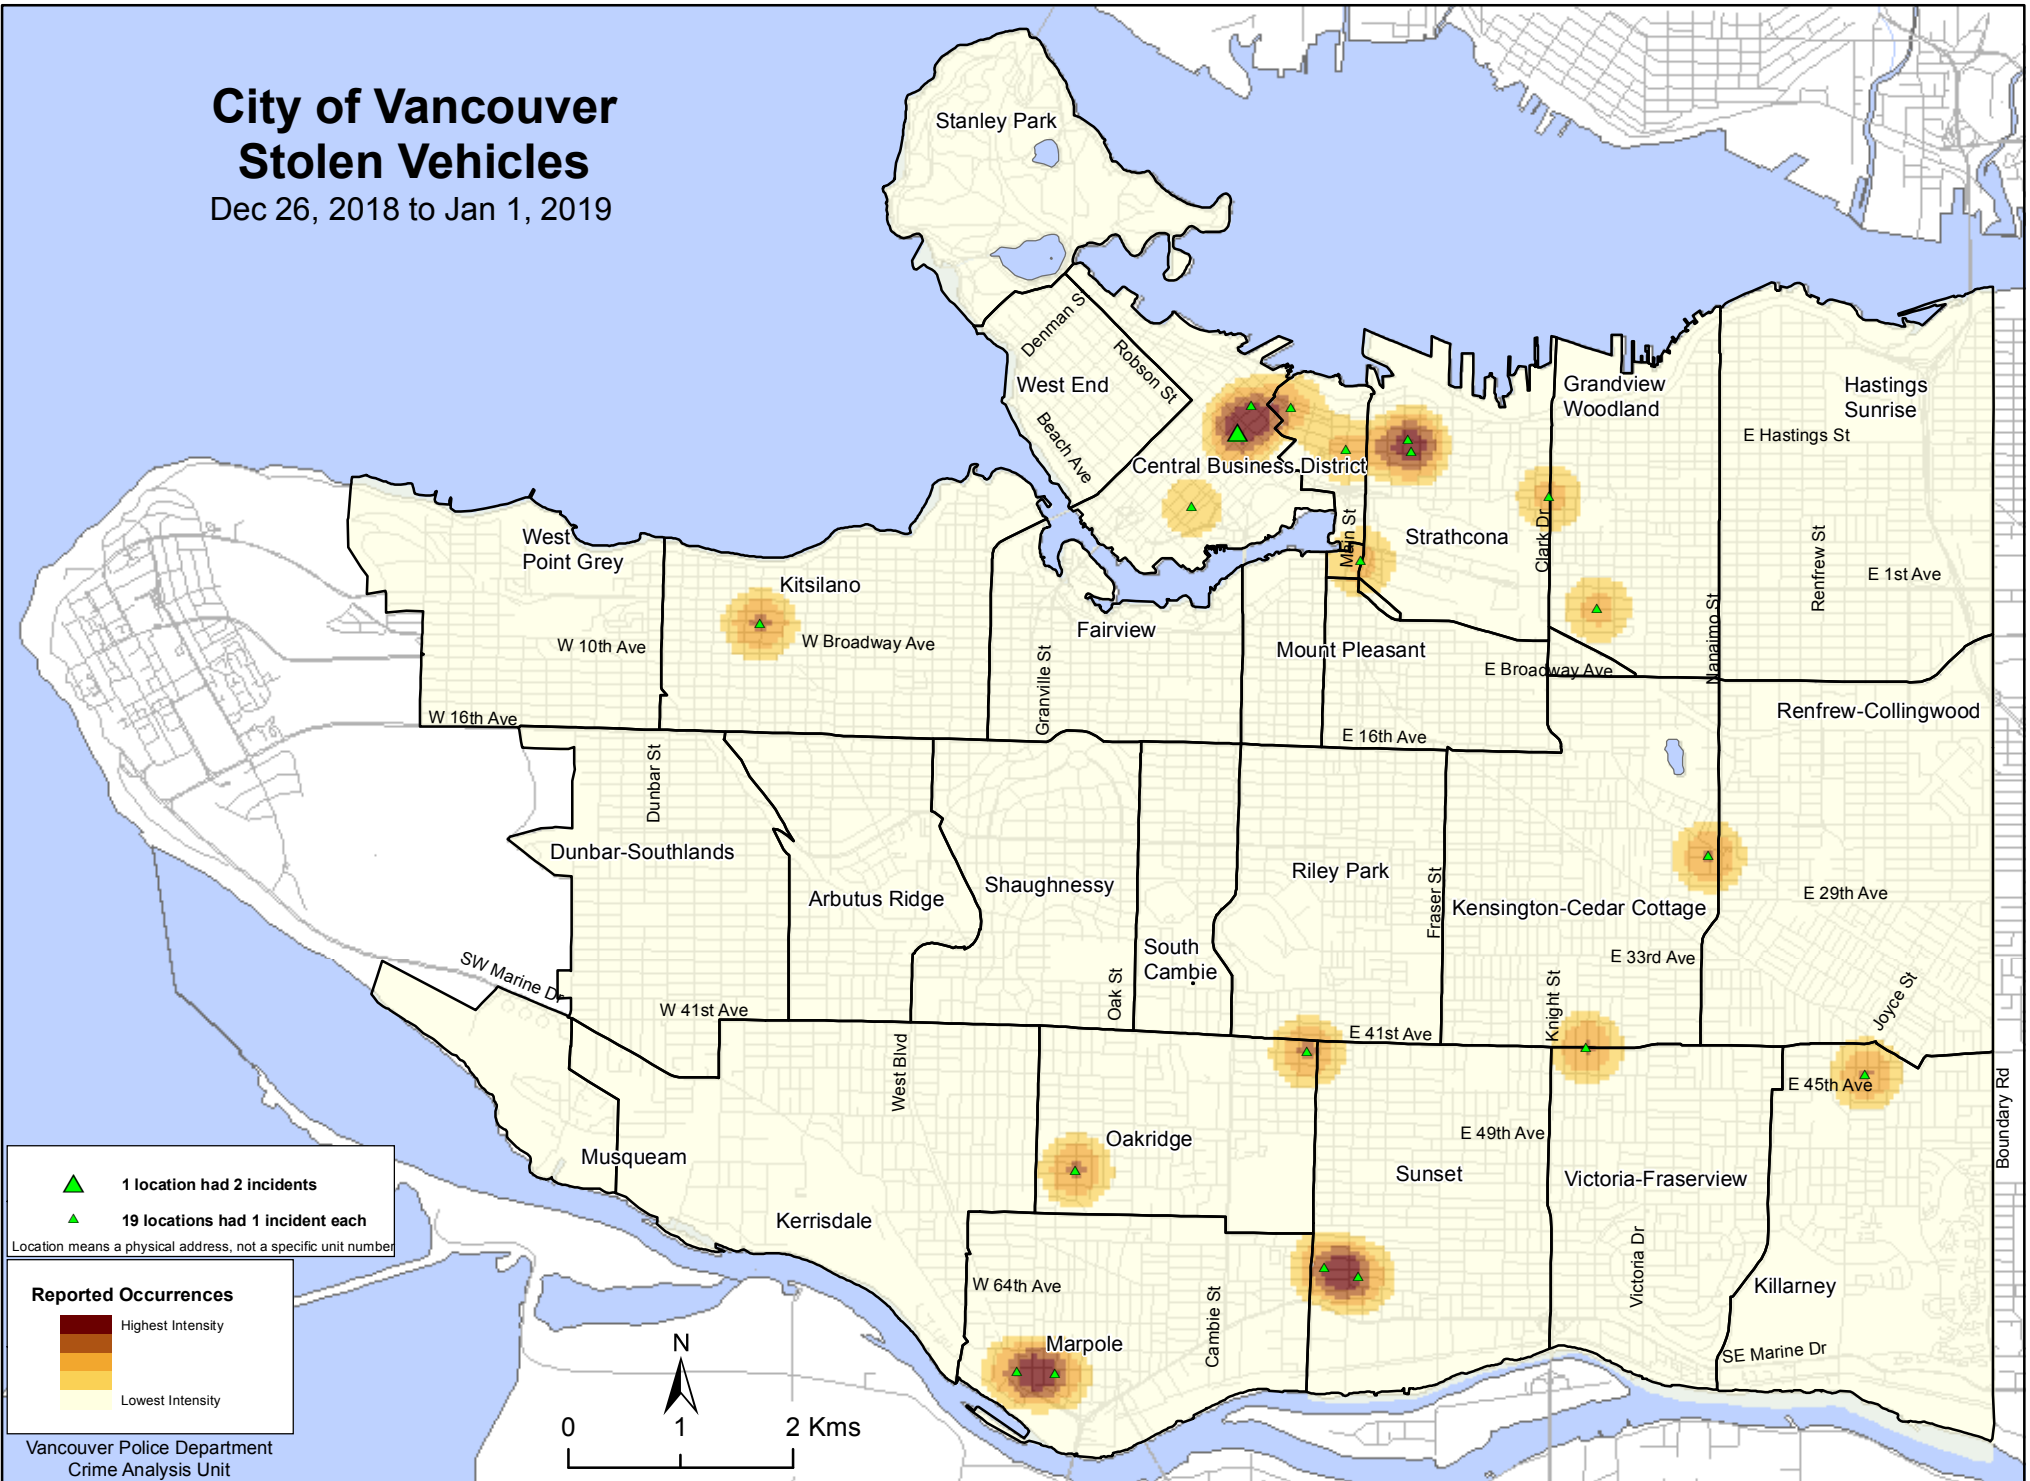 City of Vancouver
Stolen Vehicles
Dec 26, 2018 to Jan 1, 2019
Stanley Park
Denman S
Robson St
West End
Beach Ave
Central Business District
Grandview
Woodland
Hastings
Sunrise
E Hastings St
Main St
Strathcona
Clark Dr
Renfrew St
E 1st Ave
Nanaimo St
West
Point Grey
Kitsilano
W 10th Ave
W Broadway Ave
Fairview
Granville St
Mount Pleasant
E Broadway Ave
W 16th Ave
E 16th Ave
Renfrew-Collingwood
Dunbar St
Dunbar-Southlands
Arbutus Ridge
Shaughnessy
Riley Park
Fraser St
Kensington-Cedar Cottage
E 29th Ave
South
Cambie
E 33rd Ave
SW Marine Dr
W 41st Ave
Oak St
E 41st Ave
Knight St
Joyce St
West Blvd
E 45th Ave
Boundary Rd
Oakridge
E 49th Ave
Musqueam
Sunset
Victoria-Fraserview
Kerrisdale
Victoria Dr
W 64th Ave
Cambie St
Killarney
Marpole
SE Marine Dr
1 location had 2 incidents
19 locations had 1 incident each
Location means a physical address, not a specific unit number
Reported Occurrences
Highest Intensity
Lowest Intensity
N
0 1 2 Kms
Vancouver Police Department
Crime Analysis Unit